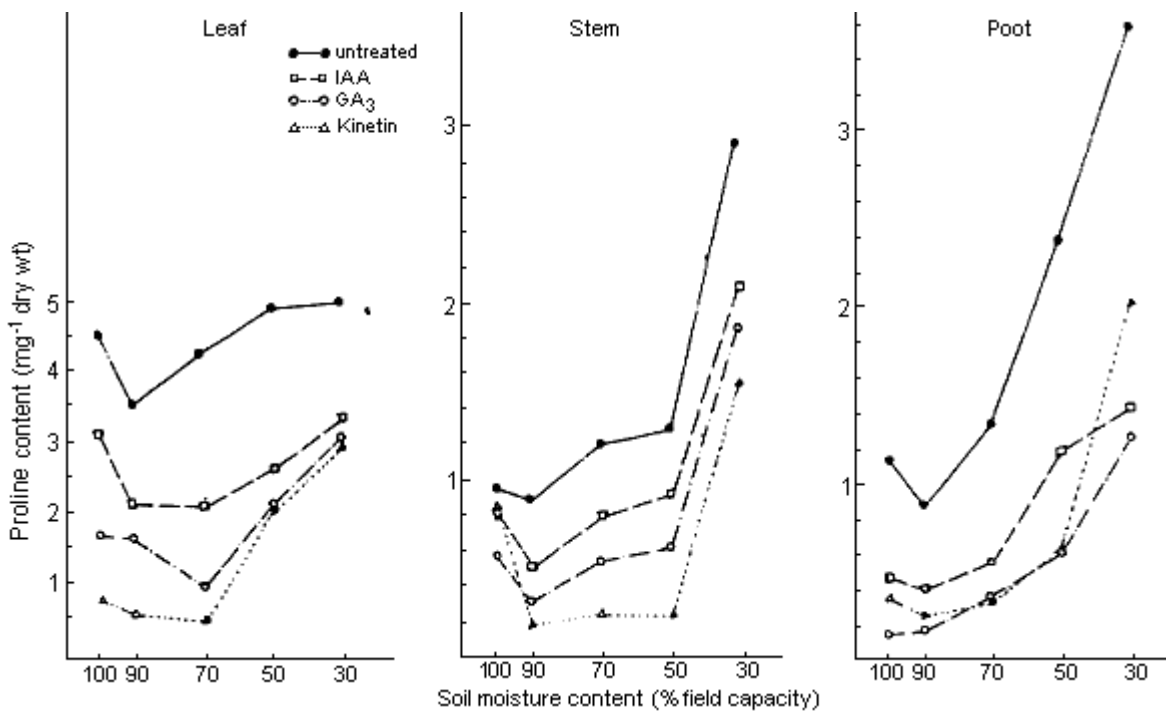 Leaf
untreated
IAA
GA3
Kinetin
Stem
Poot
Proline content (mg-1 dry wt)
5
4
3
2
1
3
2
1
3
2
1
100 90 70 50 30
100 90 70 50 30
100 90 70 50 30
Soil moisture content (% field capacity)